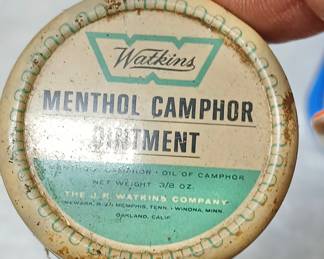 Watkins
MENTHOL CAMPHOR
OINTMENT
CAMPHOR · OIL OF CAMPHOR
NET WEIGHT 3/8 OZ.
THE J. R. WATKINS COMPANY
NEWARK, N. J. · MEMPHIS, TENN. · WINONA, MINN.
OAKLAND, CALIF.